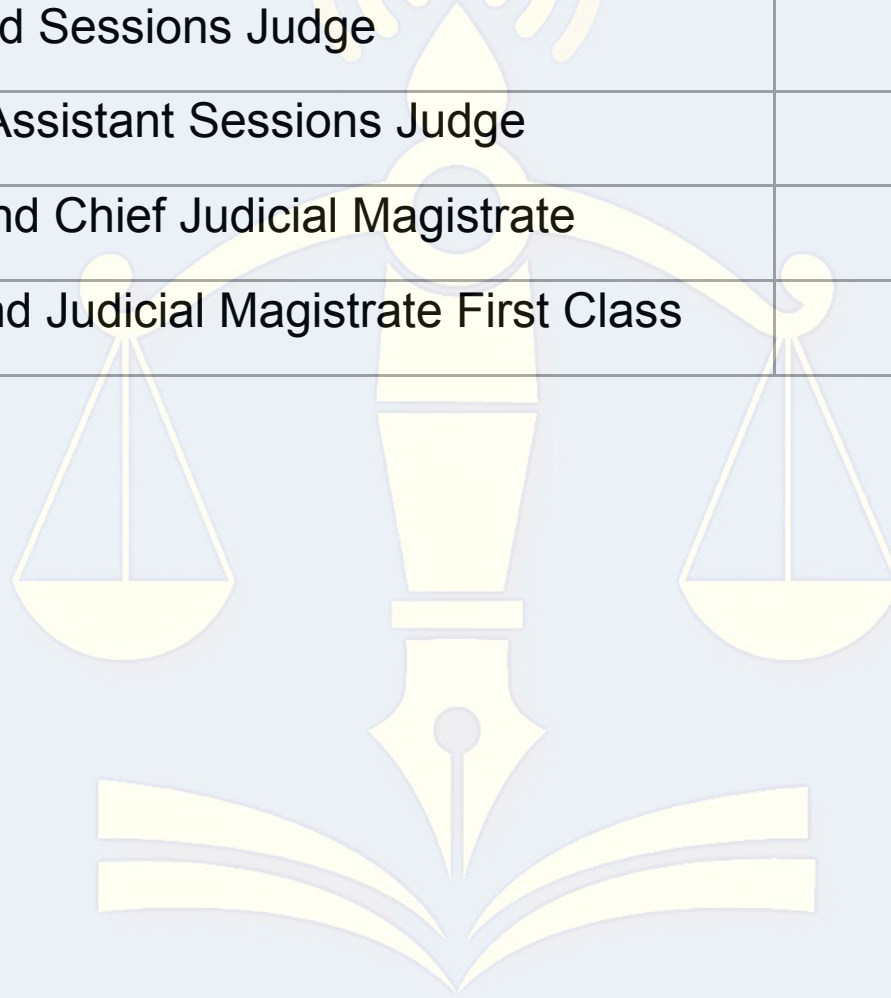 d Sessions Judge
Assistant Sessions Judge
nd Chief Judicial Magistrate
nd Judicial Magistrate First Class